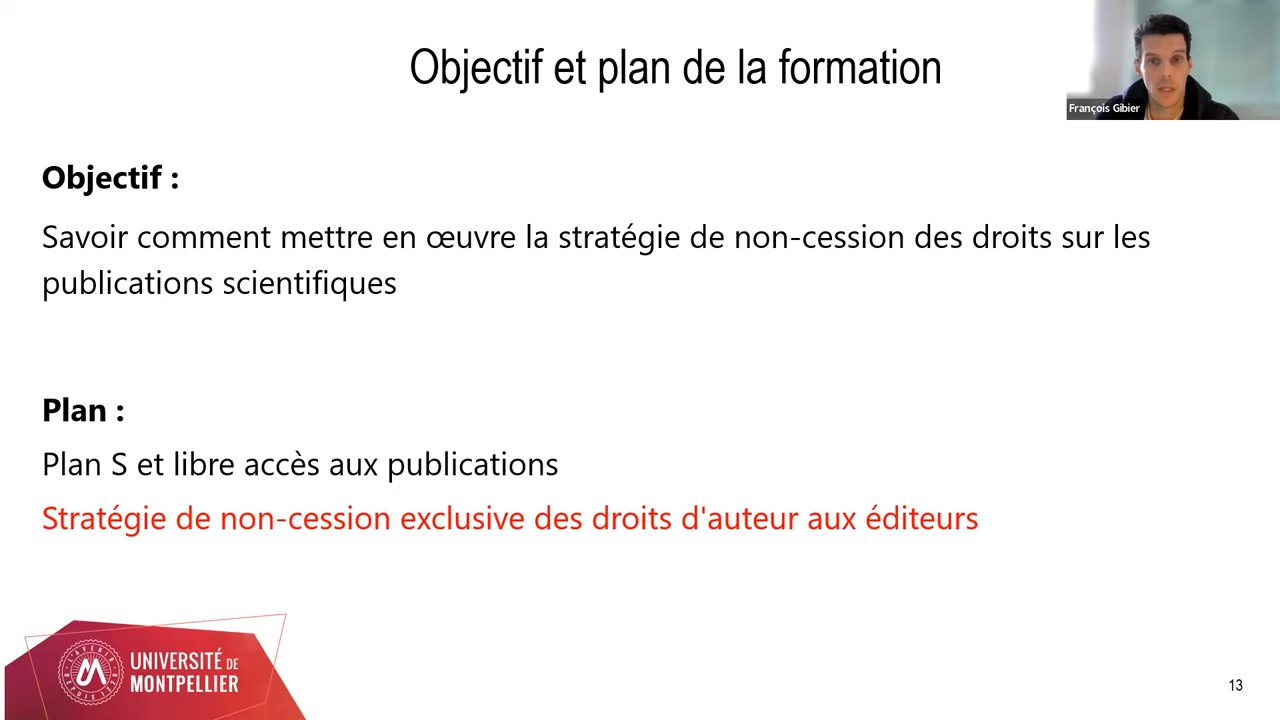 Objectif et plan de la formation
François Gibier
Objectif :
Savoir comment mettre en œuvre la stratégie de non-cession des droits sur les
publications scientifiques
Plan :
Plan S et libre accès aux publications
Stratégie de non-cession exclusive des droits d'auteur aux éditeurs
UNIVERSITÉ DE
MONTPELLIER
13